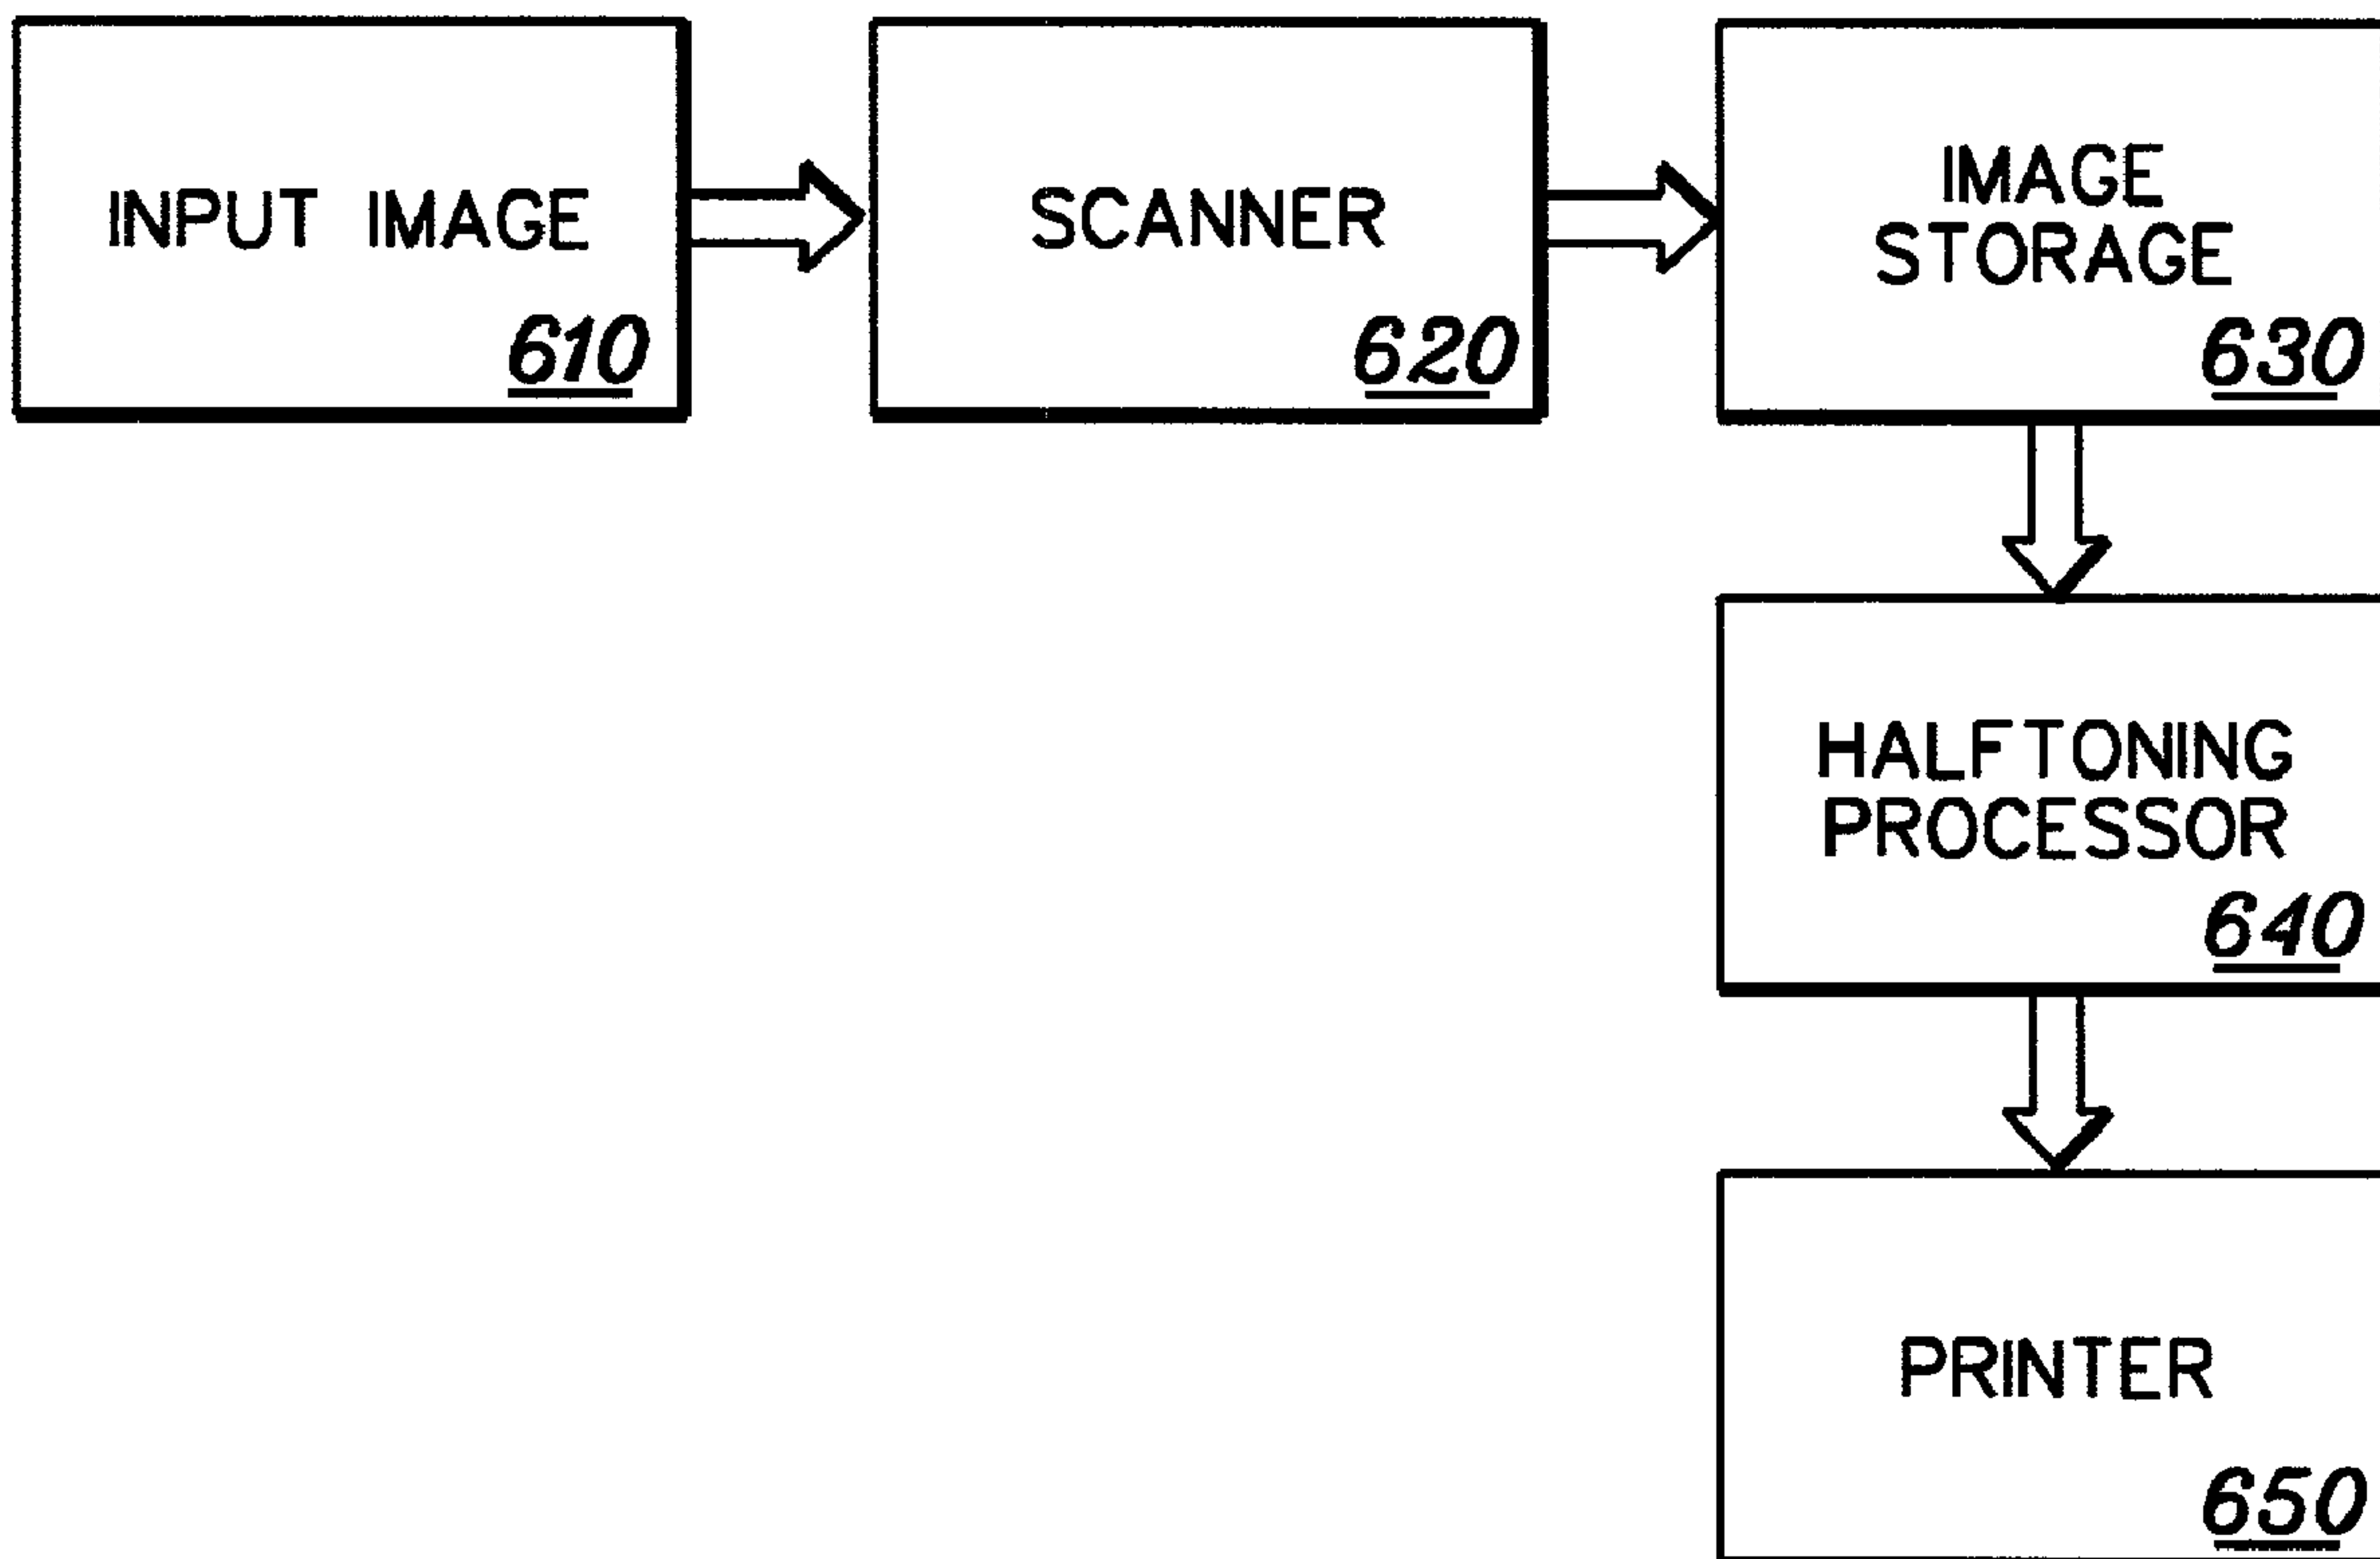 INPUT IMAGE
610
SCANNER
620
IMAGE
STORAGE
630
HALFTONING
PROCESSOR
640
PRINTER
650